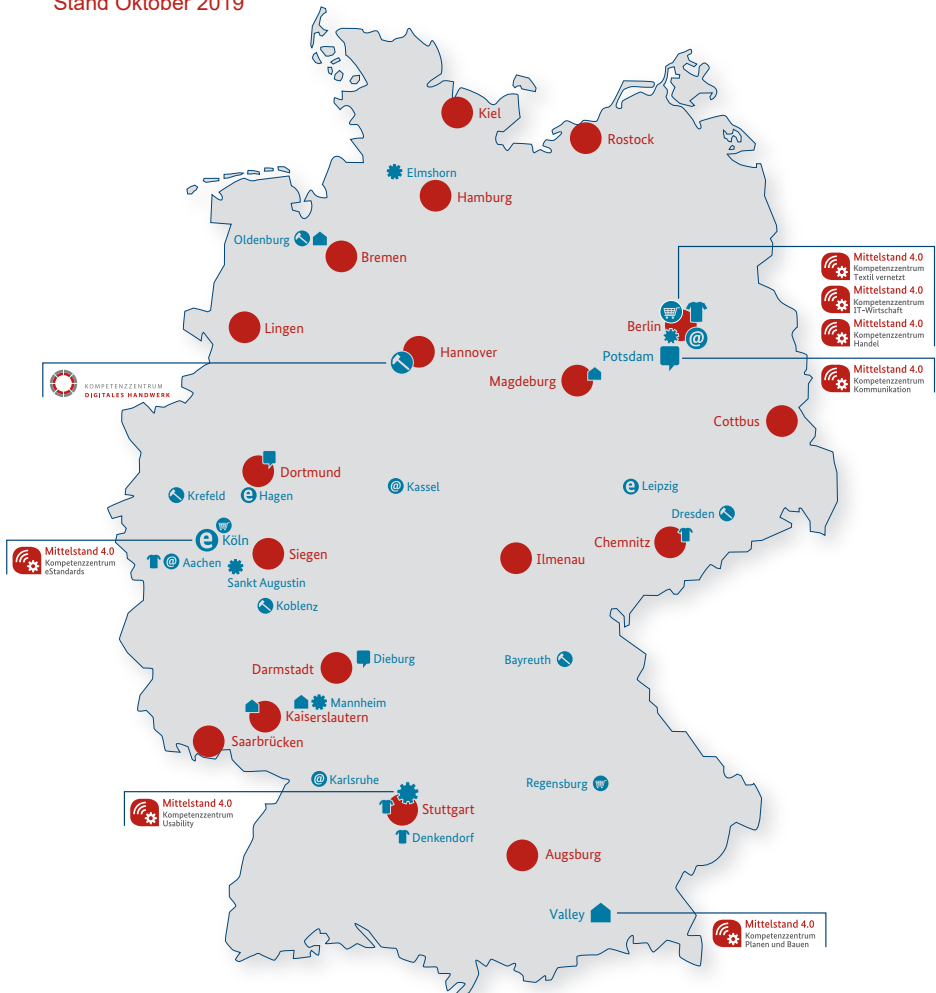 Stand Oktober 2019
Kiel
Rostock
Elmshorn
Hamburg
Oldenburg
Bremen
Mittelstand 4.0
Kompetenzzentrum
Textil vernetzt
Mittelstand 4.0
Kompetenzzentrum
IT-Wirtschaft
Mittelstand 4.0
Kompetenzzentrum
Handel
Lingen
Berlin
Hannover
Potsdam
Magdeburg
Mittelstand 4.0
Kompetenzzentrum
Kommunikation
KOMPETENZZENTRUM
DIGITALES HANDWERK
Cottbus
Dortmund
Krefeld
Hagen
Kassel
Leipzig
Dresden
Köln
Chemnitz
Mittelstand 4.0
Kompetenzzentrum
eStandards
Aachen
Siegen
Ilmenau
Sankt Augustin
Koblenz
Darmstadt
Dieburg
Bayreuth
Mannheim
Kaiserslautern
Saarbrücken
Karlsruhe
Regensburg
Mittelstand 4.0
Kompetenzzentrum
Usability
Stuttgart
Denkendorf
Augsburg
Valley
Mittelstand 4.0
Kompetenzzentrum
Planen und Bauen